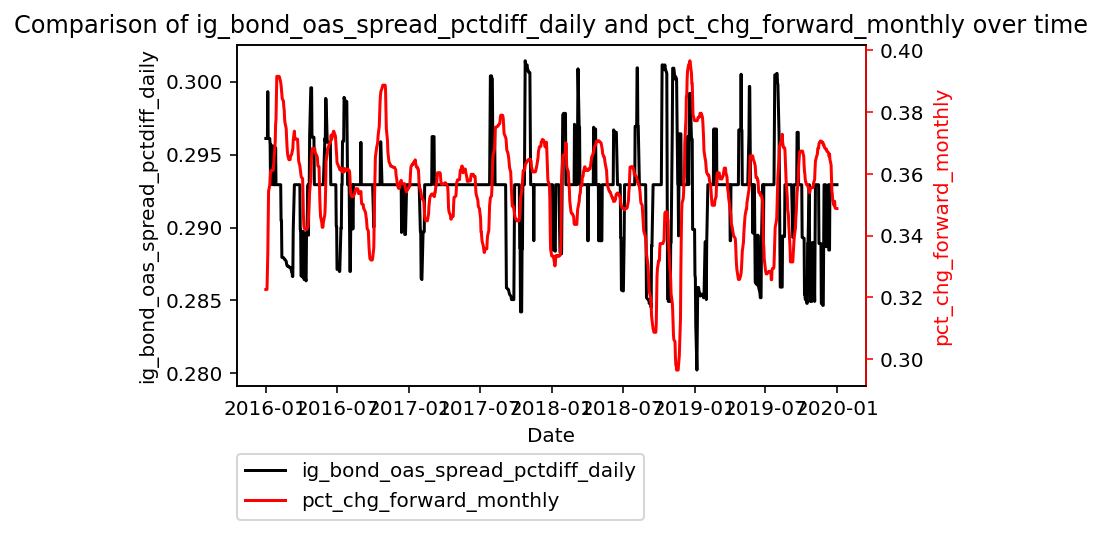 Comparison of ig_bond_oas_spread_pctdiff_daily and pct_chg_forward_monthly over time
ig_bond_oas_spread_pctdiff_daily
0.300
0.295
0.290
0.285
0.280
0.40
0.38
0.36
0.34
0.32
0.30
pct_chg_forward_monthly
2016-01 2016-07 2017-01 2017-07 2018-01 2018-07 2019-01 2019-07 2020-01
Date
ig_bond_oas_spread_pctdiff_daily
pct_chg_forward_monthly